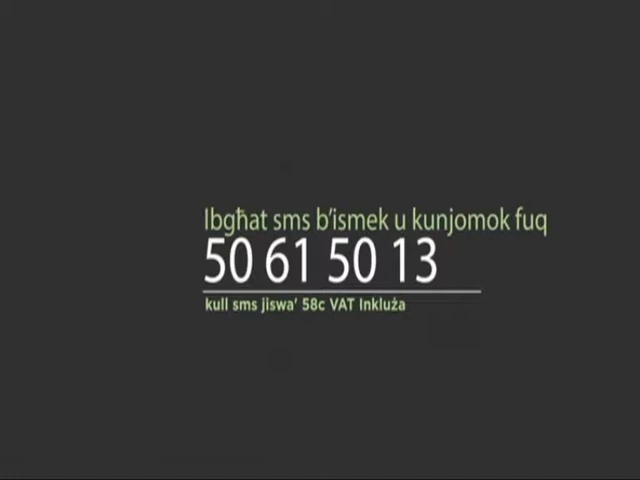 Ibgħat sms b'ismek u kunjomok fuq
50 61 50 13
kull sms jiswa' 58c VAT Inkluża